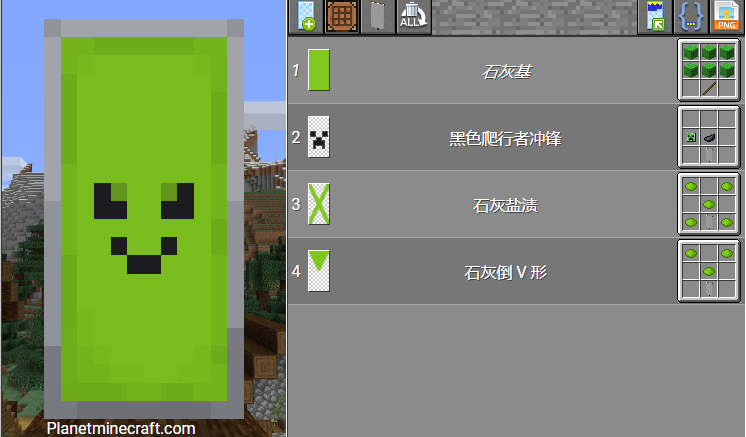 ALL
{...}
PNG
1 石灰基
2 黑色爬行者冲锋
3 石灰盐渍
4 石灰倒 V 形
Planetminecraft.com